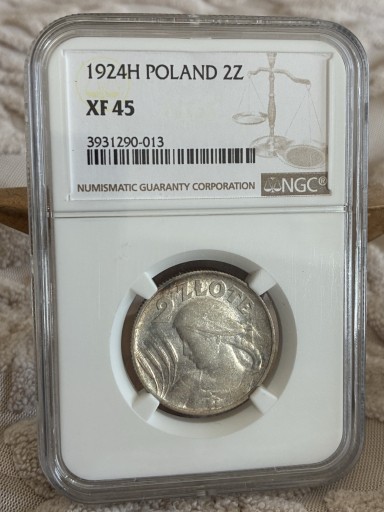 1924H POLAND 2Z
XF 45
3931290-013
NUMISMATIC GUARANTY CORPORATION NGC®
2 ZŁOTE